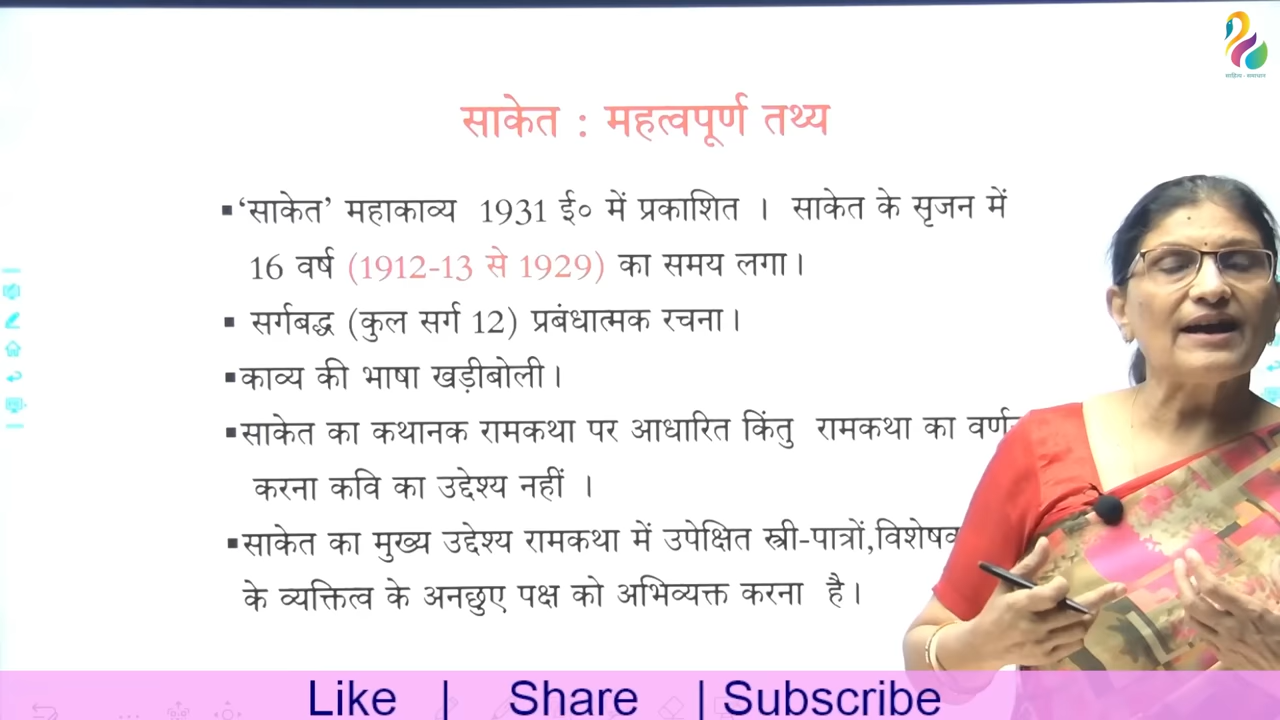 साहित्य - समाधान
साकेत : महत्वपूर्ण तथ्य
▪‘साकेत’ महाकाव्य 1931 ई० में प्रकाशित । साकेत के सृजन में
16 वर्ष (1912-13 से 1929) का समय लगा।
▪ सर्गबद्ध (कुल सर्ग 12) प्रबंधात्मक रचना।
▪काव्य की भाषा खड़ीबोली।
▪साकेत का कथानक रामकथा पर आधारित किंतु रामकथा का
करना कवि का उद्देश्य नहीं ।
▪साकेत का मुख्य उद्देश्य रामकथा में उपेक्षित स्त्री-पात्रों,
के व्यक्तित्व के अनछुए पक्ष को अभिव्यक्त करना है।
Like | Share | Subscribe